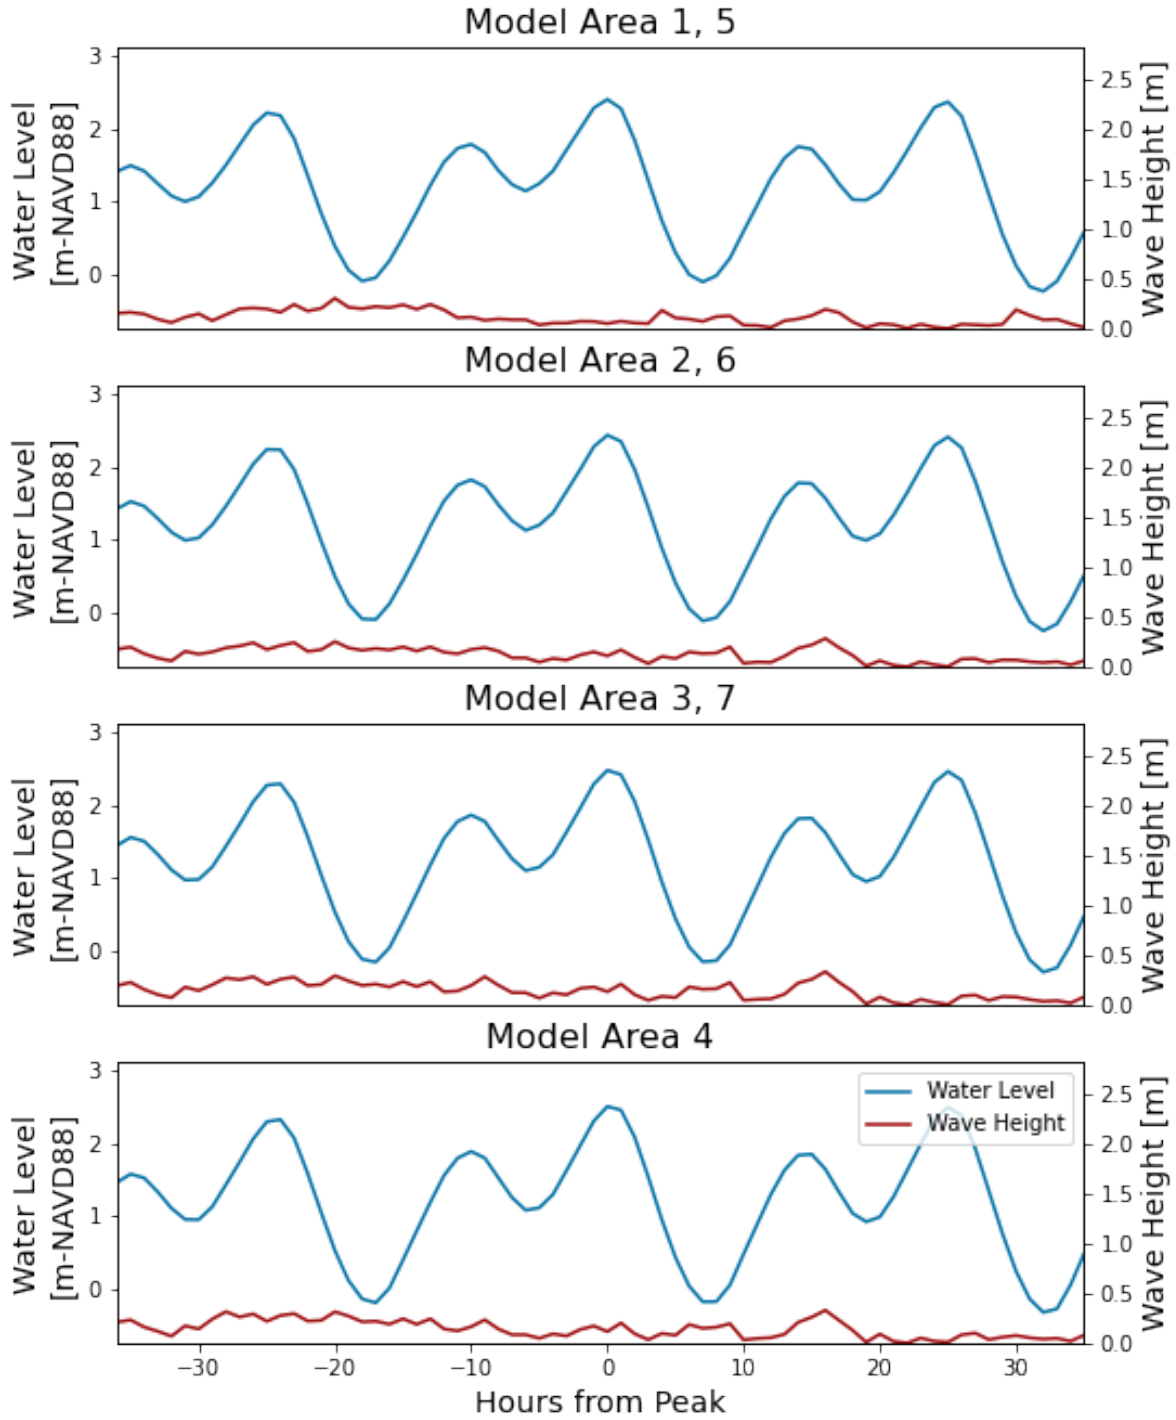 Model Area 1, 5
3
2
1
0
Water Level
[m-NAVD88]
2.5
2.0
1.5
1.0
0.5
0.0
Wave Height [m]
Model Area 2, 6
3
2
1
0
Water Level
[m-NAVD88]
2.5
2.0
1.5
1.0
0.5
0.0
Wave Height [m]
Model Area 3, 7
3
2
1
0
Water Level
[m-NAVD88]
2.5
2.0
1.5
1.0
0.5
0.0
Wave Height [m]
Model Area 4
3
2
1
0
Water Level
[m-NAVD88]
Water Level
Wave Height
2.5
2.0
1.5
1.0
0.5
0.0
Wave Height [m]
−30 −20 −10 0 10 20 30
Hours from Peak